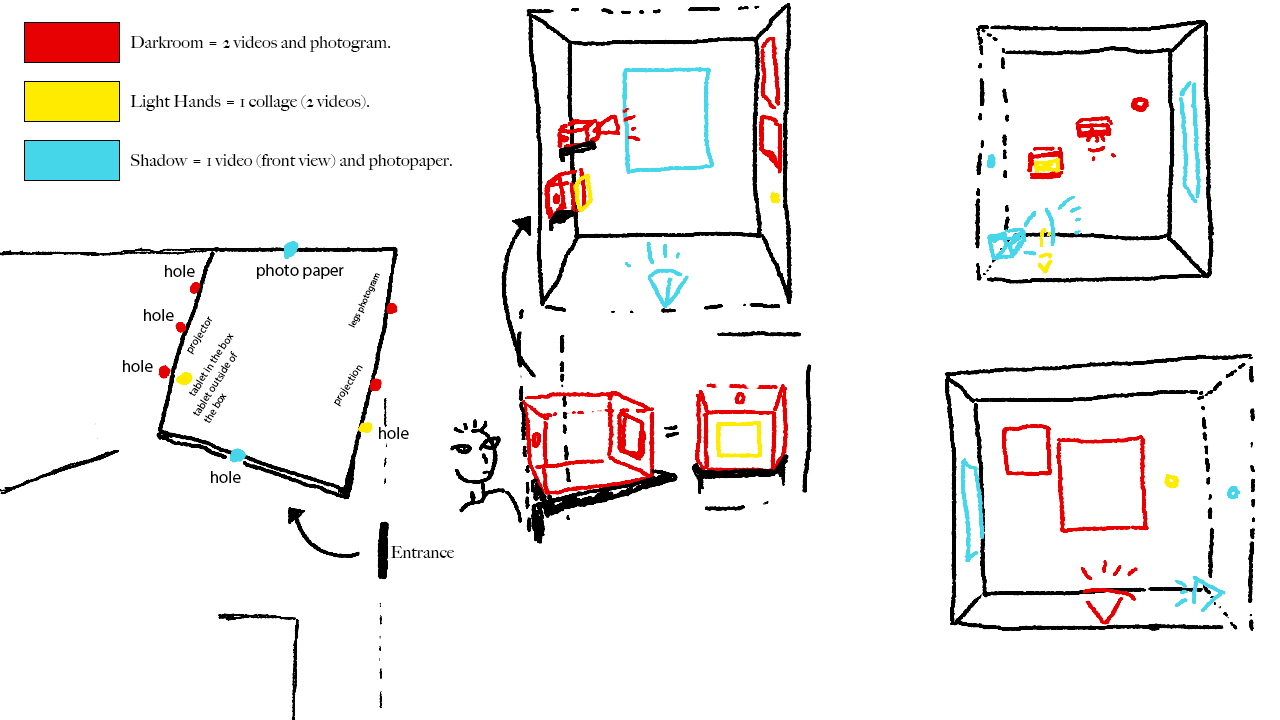 Darkroom = 2 videos and photogram.
Light Hands = 1 collage (2 videos).
Shadow = 1 video (front view) and photopaper.
hole
photo paper
hole
legs photogram
projector
hole
tablet in the box
tablet outside of
the box
projection
hole
hole
Entrance